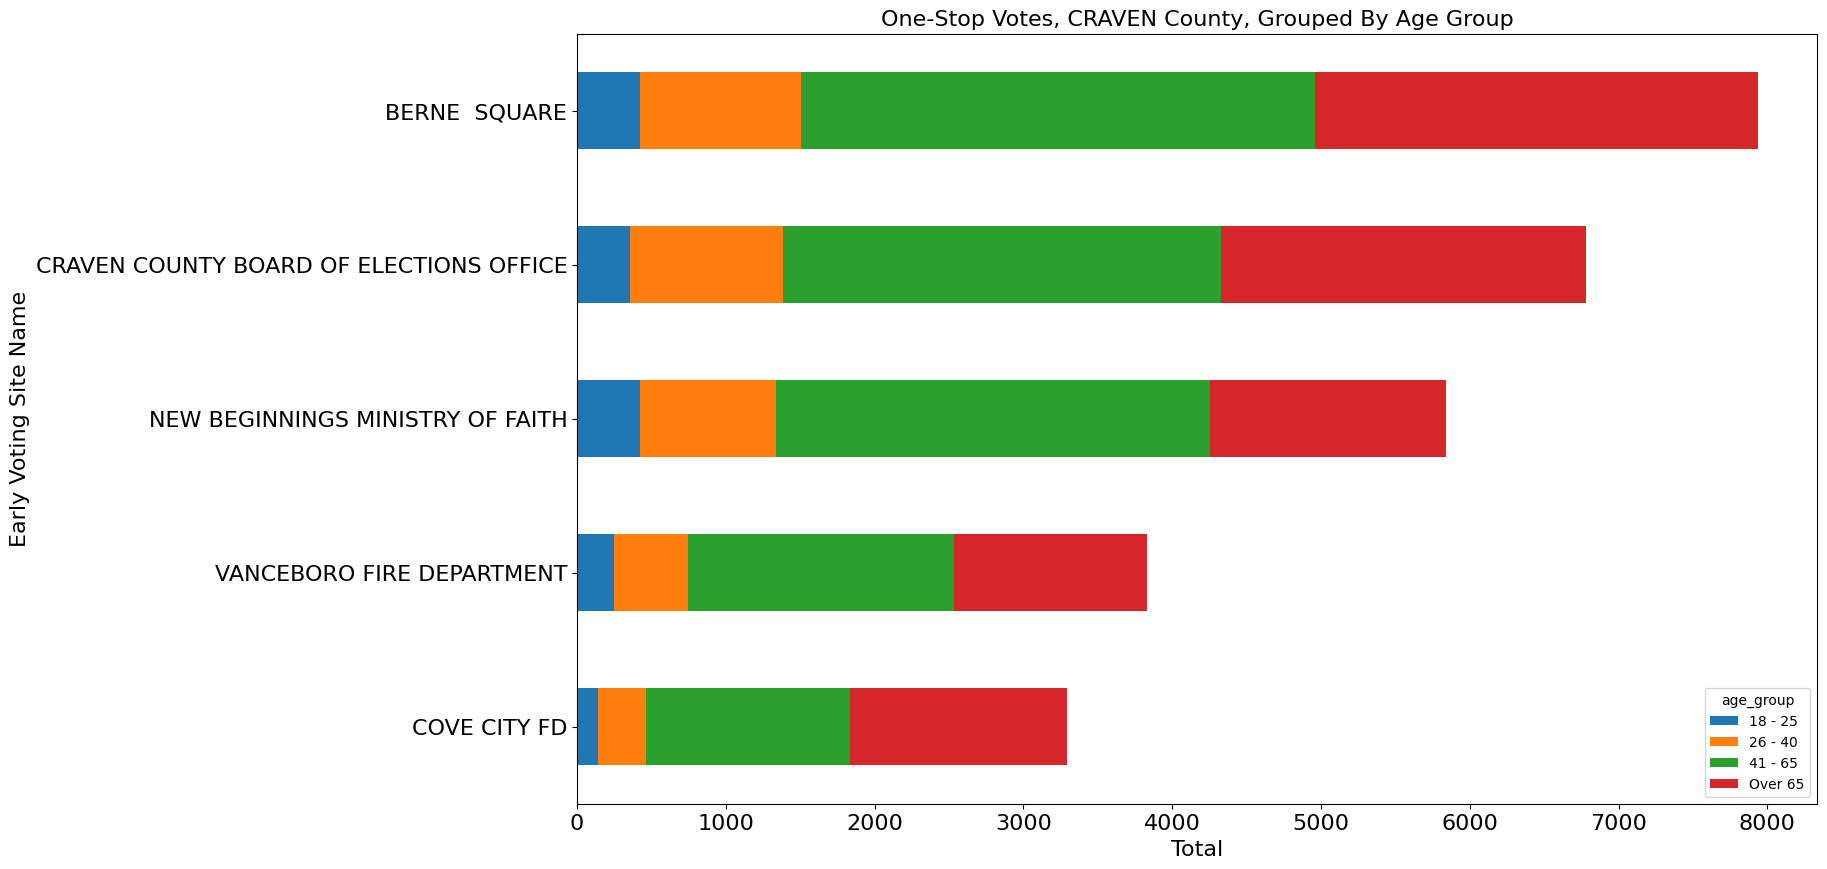 One-Stop Votes, CRAVEN County, Grouped By Age Group
Early Voting Site Name
BERNE  SQUARE
CRAVEN COUNTY BOARD OF ELECTIONS OFFICE
NEW BEGINNINGS MINISTRY OF FAITH
VANCEBORO FIRE DEPARTMENT
COVE CITY FD
age_group
18 - 25
26 - 40
41 - 65
Over 65
0 1000 2000 3000 4000 5000 6000 7000 8000
Total